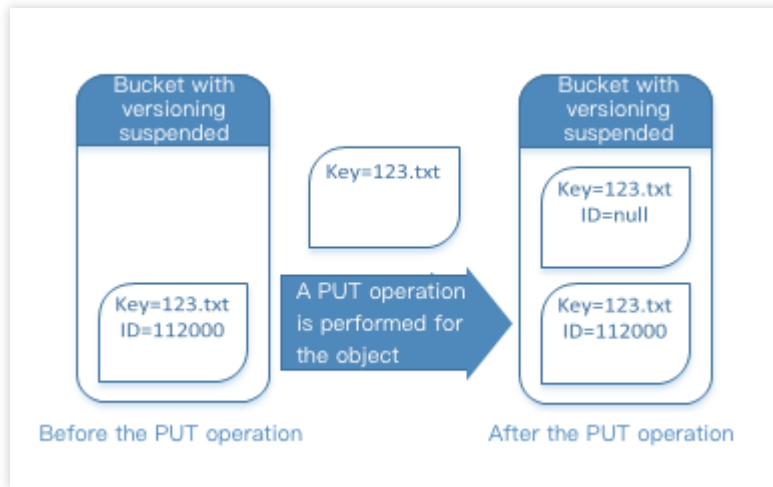 Bucket with
versioning
suspended
Key=123.txt
ID=112000
Before the PUT operation
Key=123.txt
A PUT operation
is performed for
the object
Bucket with
versioning
suspended
Key=123.txt
ID=null
Key=123.txt
ID=112000
After the PUT operation